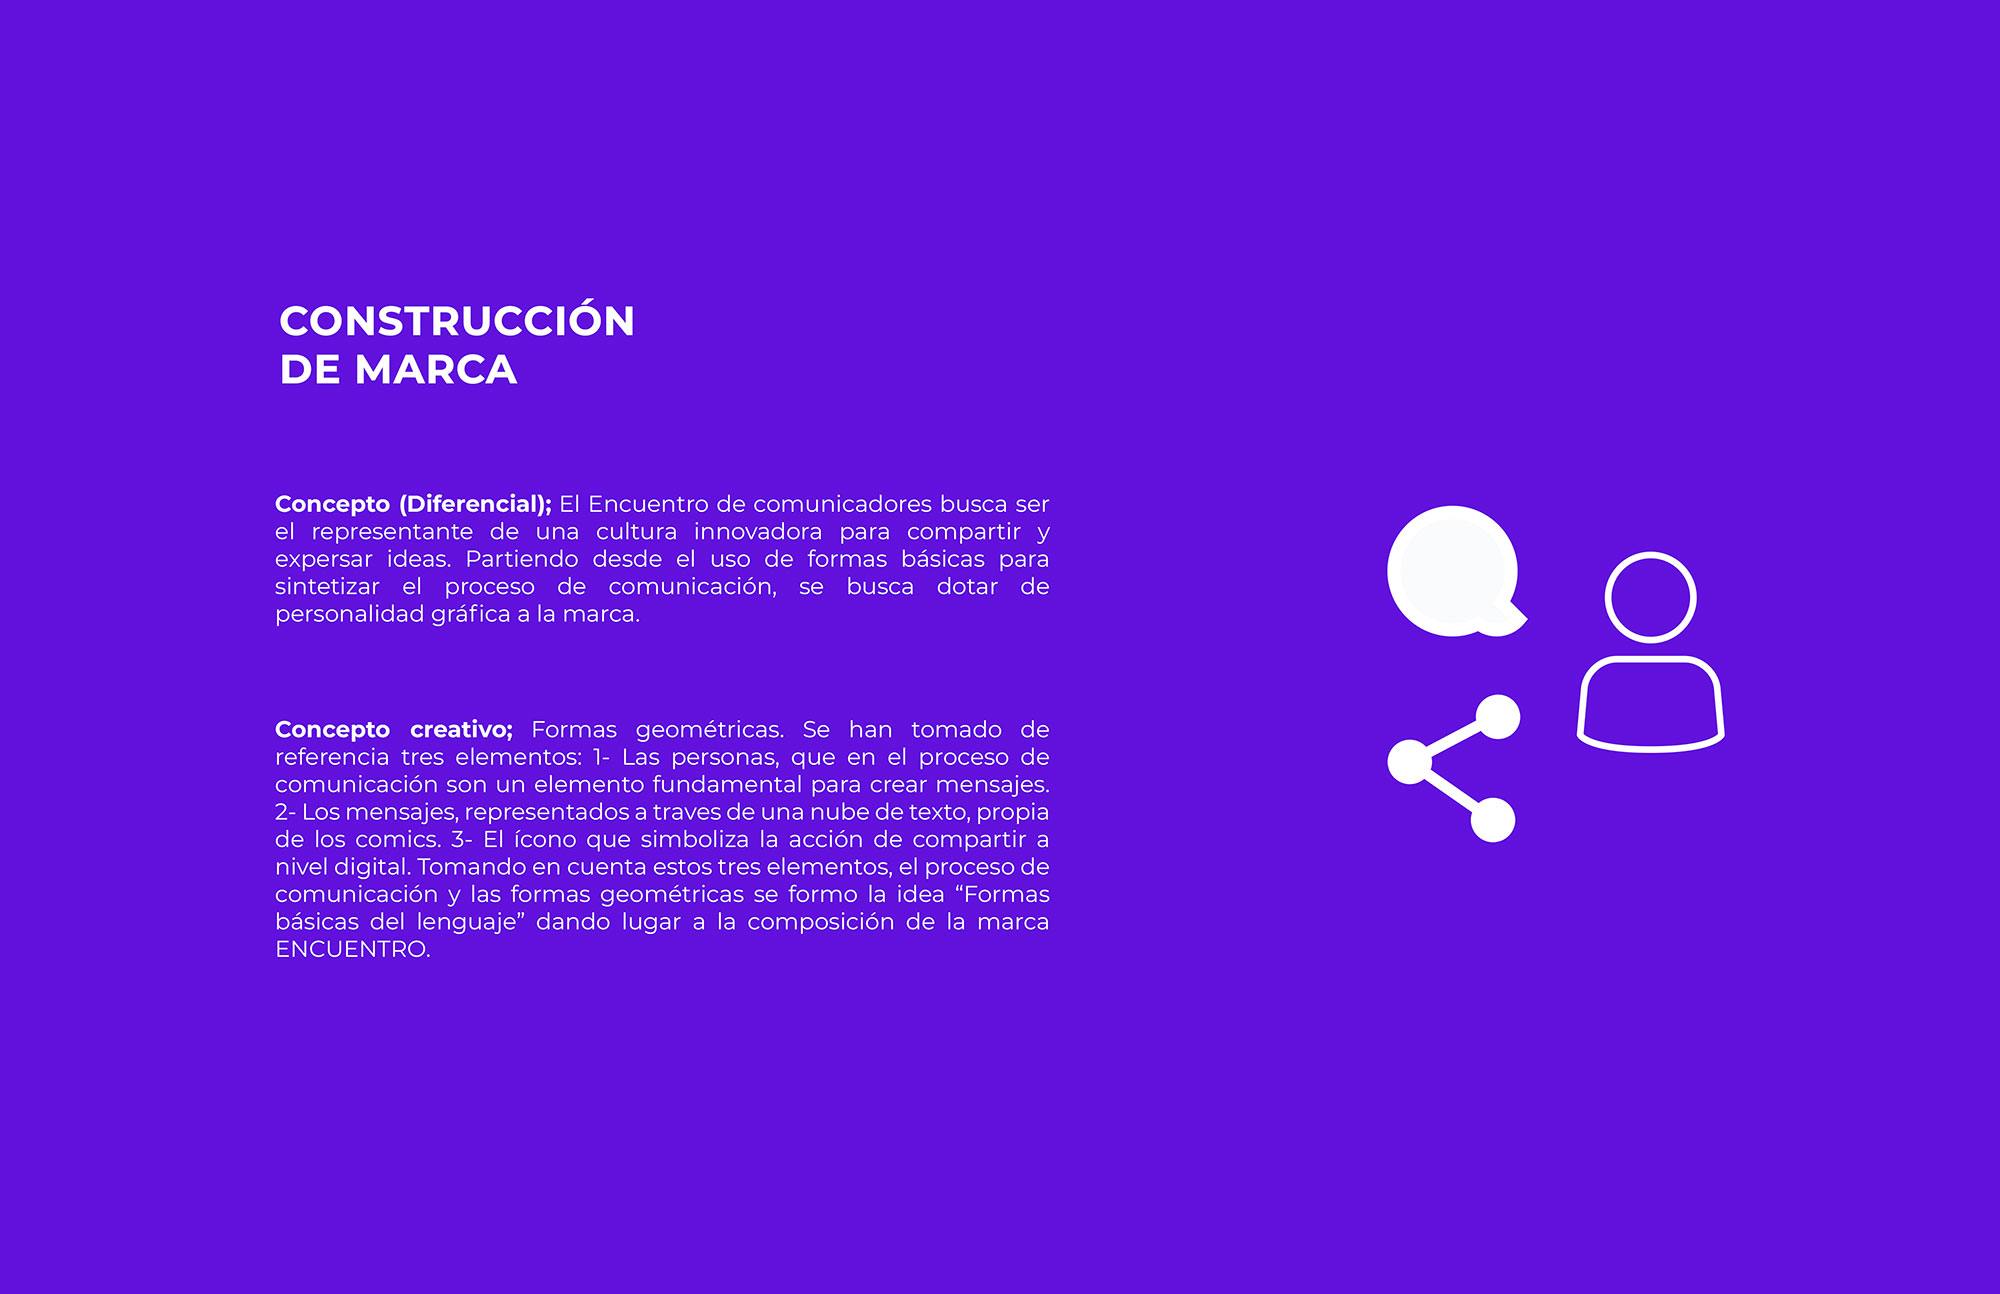 CONSTRUCCIÓN
DE MARCA
Concepto (Diferencial); El Encuentro de comunicadores busca ser
el representante de una cultura innovadora para compartir y
expersar ideas. Partiendo desde el uso de formas básicas para
sintetizar el proceso de comunicación, se busca dotar de
personalidad gráfica a la marca.
Concepto creativo; Formas geométricas. Se han tomado de
referencia tres elementos: 1- Las personas, que en el proceso de
comunicación son un elemento fundamental para crear mensajes.
2- Los mensajes, representados a traves de una nube de texto, propia
de los comics. 3- El ícono que simboliza la acción de compartir a
nivel digital. Tomando en cuenta estos tres elementos, el proceso de
comunicación y las formas geométricas se formo la idea “Formas
básicas del lenguaje” dando lugar a la composición de la marca
ENCUENTRO.